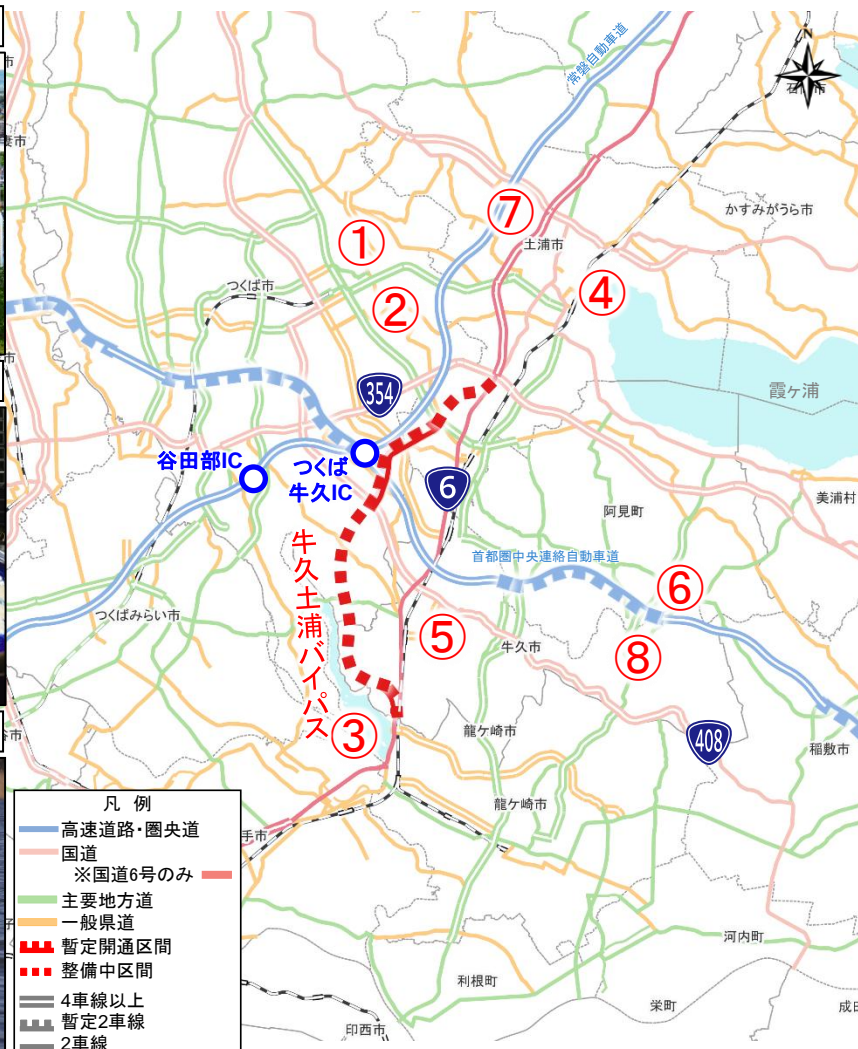 常磐自動車道
N
石岡市
かすみがうら市
⑦
土浦市
①
④
つくば市
②
霞ヶ浦
354
谷田部IC
つくば
牛久IC
6
美浦村
阿見町
首都圏中央連絡自動車道
牛久土浦バイパス
⑥
つくばみらい市
⑤
牛久市
⑧
③
龍ケ崎市
408
稲敷市
龍ケ崎市
手市
凡 例
高速道路・圏央道
国道
※国道6号のみ
主要地方道
一般県道
暫定開通区間
整備中区間
4車線以上
暫定2車線
2車線
河内町
利根町
栄町
成田
印西市